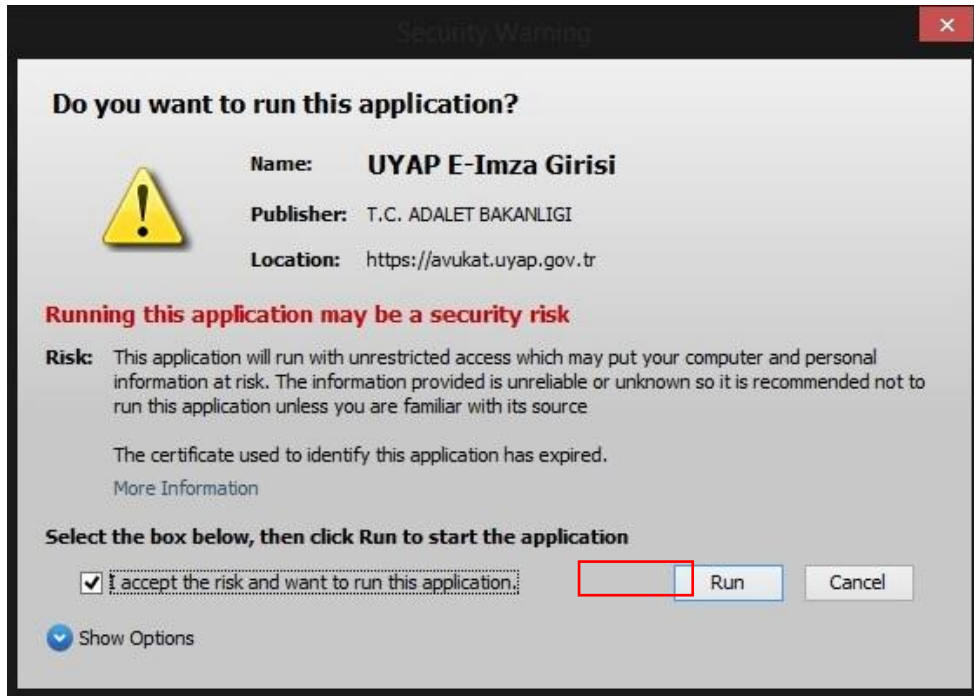 Security Warning
Do you want to run this application?
Name: UYAP E-Imza Girisi
Publisher: T.C. ADALET BAKANLIGI
Location: https://avukat.uyap.gov.tr
Running this application may be a security risk
Risk: This application will run with unrestricted access which may put your computer and personal
information at risk. The information provided is unreliable or unknown so it is recommended not to
run this application unless you are familiar with its source
The certificate used to identify this application has expired.
More Information
Select the box below, then click Run to start the application
I accept the risk and want to run this application.
Run Cancel
Show Options